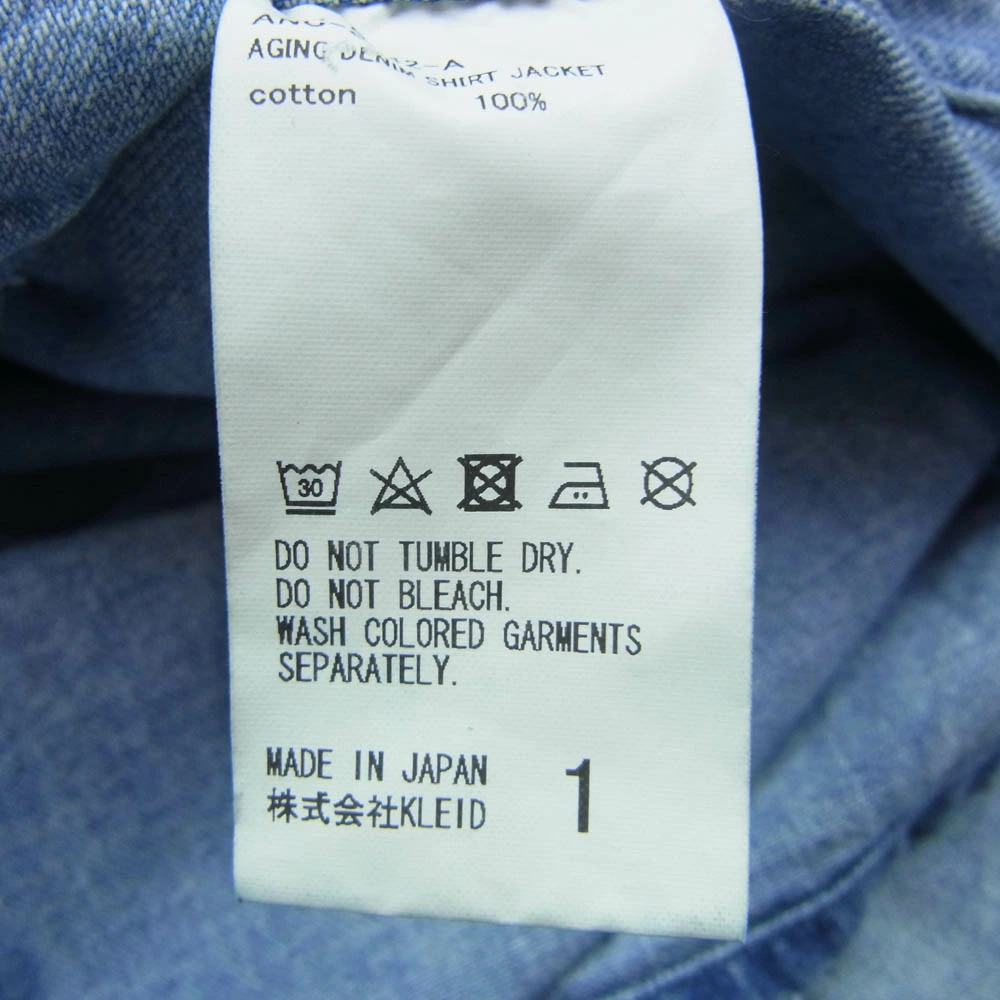 AGING DENIM SHIRT JACKET
cotton 100%
30
DO NOT TUMBLE DRY.
DO NOT BLEACH.
WASH COLORED GARMENTS
SEPARATELY.
MADE IN JAPAN
株式会社KLEID
1